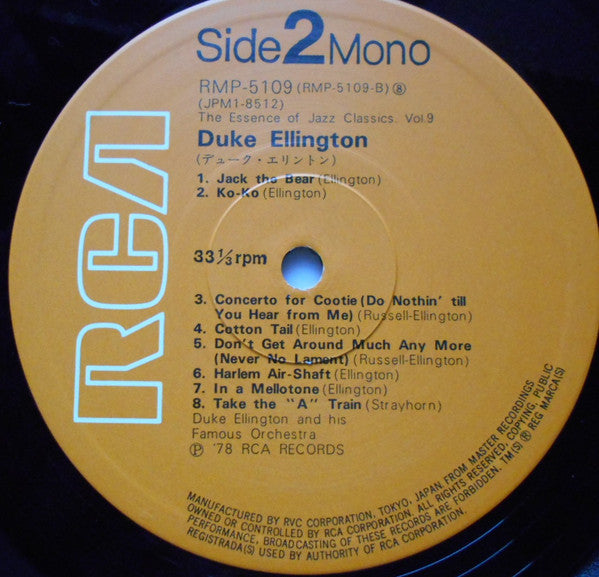 Side 2 Mono
RMP-5109 (RMP-5109-B) ⑧
(JPM1-8512)
The Essence of Jazz Classics. Vol.9
Duke Ellington
(デューク・エリントン)
1. Jack the Bear (Ellington)
2. Ko-Ko (Ellington)
RCA
33 1/3 rpm
3. Concerto for Cootie (Do Nothin' till
You Hear from Me) (Russell-Ellington)
4. Cotton Tail (Ellington)
5. Don't Get Around Much Any More
(Never No Lament) (Russell-Ellington)
6. Harlem Air-Shaft (Ellington)
7. In a Mellotone (Ellington)
8. Take the "A" Train (Strayhorn)
Duke Ellington and his
Famous Orchestra
Ⓟ '78 RCA RECORDS
MANUFACTURED BY RVC CORPORATION, TOKYO, JAPAN. FROM MASTER RECORDINGS
OWNED OR CONTROLLED BY RCA CORPORATION. ALL RIGHTS RESERVED, COPYING, PUBLIC
PERFORMANCE, BROADCASTING OF THESE RECORDS ARE FORBIDDEN. TM(S) ® REG MARCA(S)
REGISTRADA(S) USED BY AUTHORITY OF RCA CORPORATION.